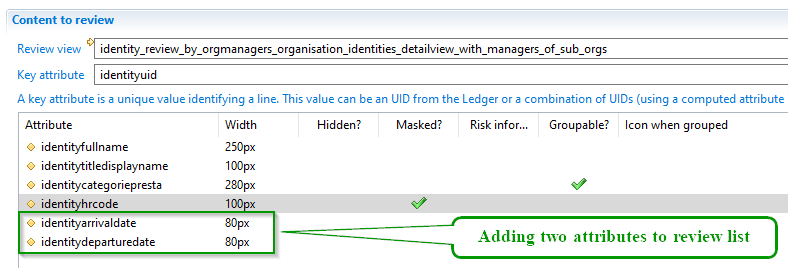 Content to review
Review view identity_review_by_orgmanagers_organisation_identities_detailview_with_managers_of_sub_orgs
Key attribute identityuid
A key attribute is a unique value identifying a line. This value can be an UID from the Ledger or a combination of UIDs (using a computed attribute
Attribute Width Hidden? Masked? Risk infor... Groupable? Icon when grouped
identityfullname 250px
identitytitledisplayname 100px
identitycategoriepresta 280px
identityhrcode 100px
identityarrivaldate 80px
identitydeparturedate 80px
Adding two attributes to review list